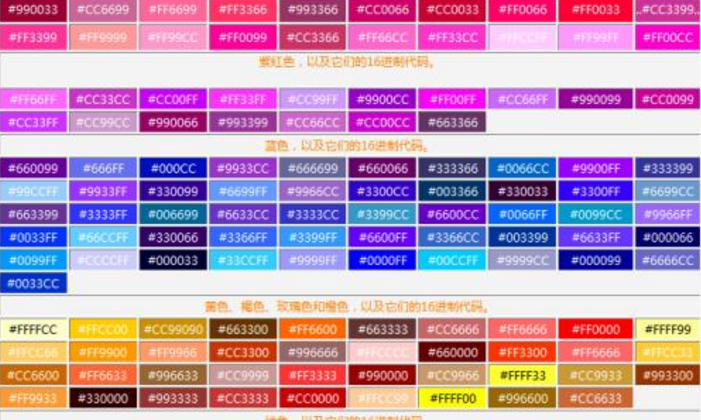 #990033 #CC6699 #FF6699 #FF3366 #993366 #CC0066 #CC0033 #FF0066 #FF0033 ..#CC3399..
#FF3399 #FF9999 #FF99CC #FF0099 #CC3366 #FF66CC #FF33CC #FFCCFF #FF99FF #FF00CC
紫红色，以及它们的16进制代码。
#FF66FF #CC33CC #CC00FF #FF33FF #CC99FF #9900CC #FF00FF #CC66FF #990099 #CC0099
#CC33FF #CC99CC #990066 #993399 #CC66CC #CC00CC #663366
蓝色，以及它们的16进制代码。
#660099 #666FF #000CC #9933CC #666699 #660066 #333366 #0066CC #9900FF #333399
#99CCFF #9933FF #330099 #6699FF #9966CC #3300CC #003366 #330033 #3300FF #6699CC
#663399 #3333FF #006699 #6633CC #3333CC #3399CC #6600CC #0066FF #0099CC #9966FF
#0033FF #66CCFF #330066 #3366FF #3399FF #6600FF #3366CC #003399 #6633FF #000066
#0099FF #CCCCFF #000033 #33CCFF #9999FF #0000FF #00CCFF #9999CC #000099 #6666CC
#0033CC
黄色、褐色、玫瑰色和橙色，以及它们的16进制代码。
#FFFFCC #FFCC00 #CC99090 #663300 #FF6600 #663333 #CC6666 #FF6666 #FF0000 #FFFF99
#FFCC66 #FF9900 #FF9966 #CC3300 #996666 #FFCCCC #660000 #FF3300 #FF6666 #FFCC33
#CC6600 #FF6633 #996633 #CC9999 #FF3333 #990000 #CC9966 #FFFF33 #CC9933 #993300
#FF9933 #330000 #993333 #CC3333 #CC0000 #FFCC99 #FFFF00 #996600 #CC6633